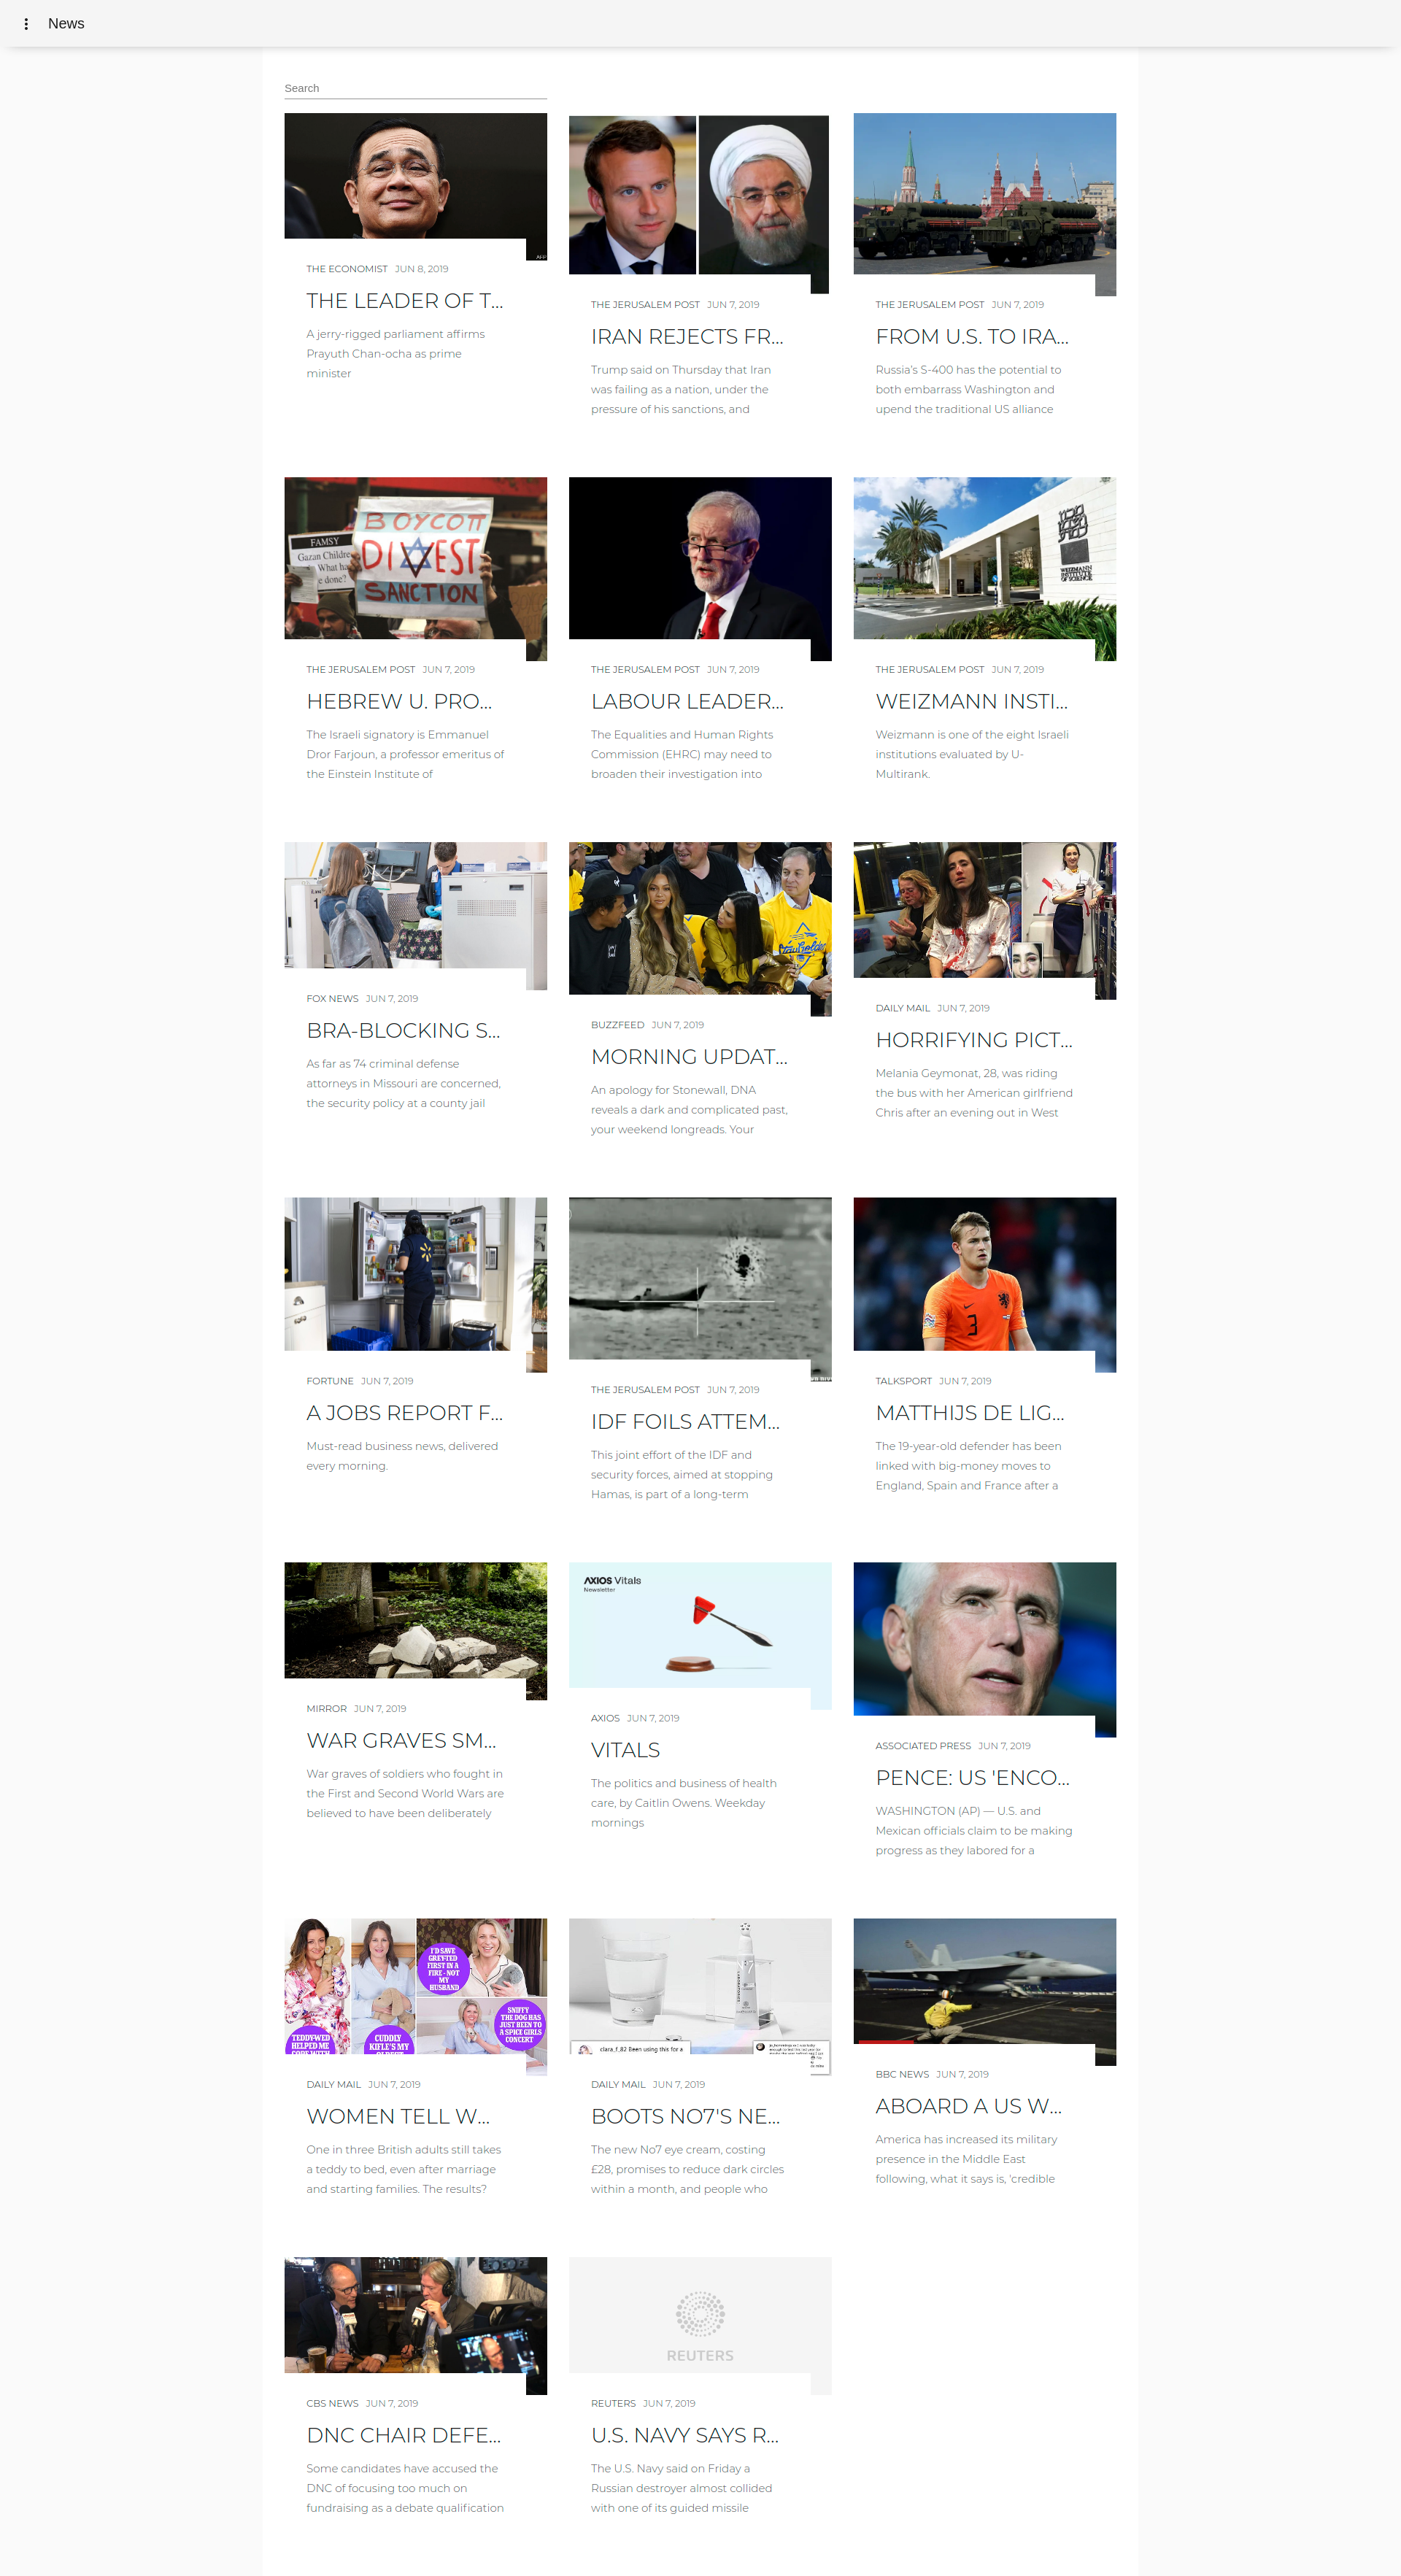 News
Search
AFP
THE ECONOMIST JUN 8, 2019
THE LEADER OF T...
A jerry-rigged parliament affirms
Prayuth Chan-ocha as prime
minister
THE JERUSALEM POST JUN 7, 2019
IRAN REJECTS FR...
Trump said on Thursday that Iran
was failing as a nation, under the
pressure of his sanctions, and
THE JERUSALEM POST JUN 7, 2019
FROM U.S. TO IRA...
Russia's S-400 has the potential to
both embarrass Washington and
upend the traditional US alliance
BOYCOTT
DIVEST
SANCTION
FAMSY
Gazan Childre
What ha
e done?
THE JERUSALEM POST JUN 7, 2019
HEBREW U. PRO...
The Israeli signatory is Emmanuel
Dror Farjoun, a professor emeritus of
the Einstein Institute of
THE JERUSALEM POST JUN 7, 2019
LABOUR LEADER...
The Equalities and Human Rights
Commission (EHRC) may need to
broaden their investigation into
WEIZMANN
INSTITUTE
OF SCIENCE
THE JERUSALEM POST JUN 7, 2019
WEIZMANN INSTI...
Weizmann is one of the eight Israeli
institutions evaluated by U-
Multirank.
FOX NEWS JUN 7, 2019
BRA-BLOCKING S...
As far as 74 criminal defense
attorneys in Missouri are concerned,
the security policy at a county jail
BUZZFEED JUN 7, 2019
MORNING UPDAT...
An apology for Stonewall, DNA
reveals a dark and complicated past,
your weekend longreads. Your
DAILY MAIL JUN 7, 2019
HORRIFYING PICT...
Melania Geymonat, 28, was riding
the bus with her American girlfriend
Chris after an evening out in West
FORTUNE JUN 7, 2019
A JOBS REPORT F...
Must-read business news, delivered
every morning.
THE JERUSALEM POST JUN 7, 2019
IDF FOILS ATTEM...
This joint effort of the IDF and
security forces, aimed at stopping
Hamas, is part of a long-term
3
TALKSPORT JUN 7, 2019
MATTHIJS DE LIG...
The 19-year-old defender has been
linked with big-money moves to
England, Spain and France after a
MIRROR JUN 7, 2019
WAR GRAVES SM...
War graves of soldiers who fought in
the First and Second World Wars are
believed to have been deliberately
AXIOS Vitals
Newsletter
AXIOS JUN 7, 2019
VITALS
The politics and business of health
care, by Caitlin Owens. Weekday
mornings
ASSOCIATED PRESS JUN 7, 2019
PENCE: US 'ENCO...
WASHINGTON (AP) — U.S. and
Mexican officials claim to be making
progress as they labored for a
I'D SAVE
GREYTED
FIRST IN A
FIRE - NOT
MY
HUSBAND
SNIFFY
THE DOG HAS
JUST BEEN TO
A SPICE GIRLS
CONCERT
TEDDYWED
HELPED ME
CUDDLY
KIFLE'S MY
DAILY MAIL JUN 7, 2019
WOMEN TELL W...
One in three British adults still takes
a teddy to bed, even after marriage
and starting families. The results?
clara_f_82 Been using this for a
DAILY MAIL JUN 7, 2019
BOOTS NO7'S NE...
The new No7 eye cream, costing
£28, promises to reduce dark circles
within a month, and people who
BBC NEWS JUN 7, 2019
ABOARD A US W...
America has increased its military
presence in the Middle East
following, what it says is, 'credible
CBS NEWS JUN 7, 2019
DNC CHAIR DEFE...
Some candidates have accused the
DNC of focusing too much on
fundraising as a debate qualification
REUTERS
REUTERS JUN 7, 2019
U.S. NAVY SAYS R...
The U.S. Navy said on Friday a
Russian destroyer almost collided
with one of its guided missile